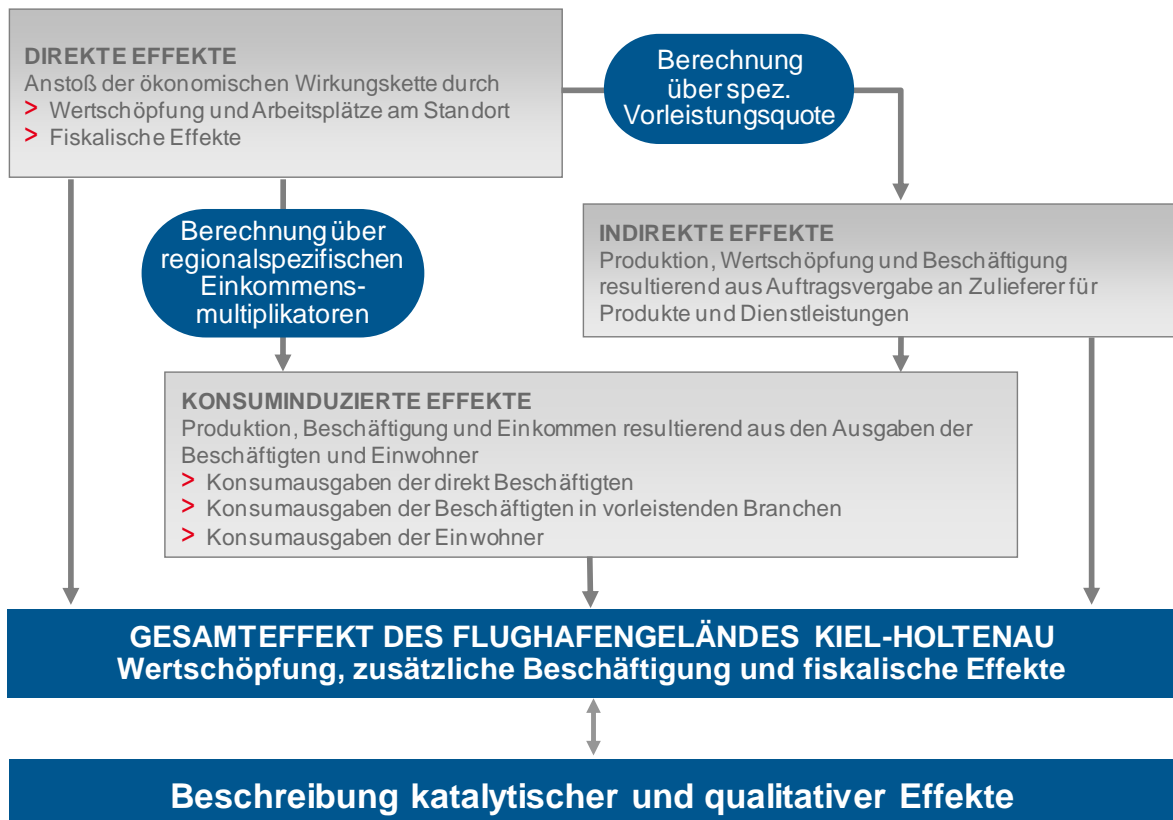 DIREKTE EFFEKTE
Anstoß der ökonomischen Wirkungskette durch
> Wertschöpfung und Arbeitsplätze am Standort
> Fiskalische Effekte
Berechnung
über spez.
Vorleistungsquote
Berechnung über
regionalspezifischen
Einkommens-
multiplikatoren
INDIREKTE EFFEKTE
Produktion, Wertschöpfung und Beschäftigung
resultierend aus Auftragsvergabe an Zulieferer für
Produkte und Dienstleistungen
KONSUMINDUZIERTE EFFEKTE
Produktion, Beschäftigung und Einkommen resultierend aus den Ausgaben der
Beschäftigten und Einwohner
> Konsumausgaben der direkt Beschäftigten
> Konsumausgaben der Beschäftigten in vorleistenden Branchen
> Konsumausgaben der Einwohner
GESAMTEFFEKT DES FLUGHAFENGELÄNDES KIEL-HOLTENAU
Wertschöpfung, zusätzliche Beschäftigung und fiskalische Effekte
Beschreibung katalytischer und qualitativer Effekte